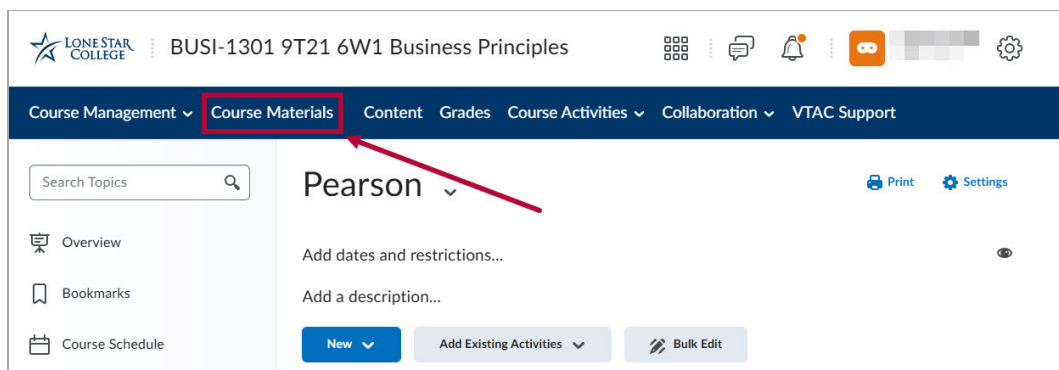 LONE STAR
COLLEGE
BUSI-1301 9T21 6W1 Business Principles
Course Management Course Materials Content Grades Course Activities Collaboration VTAC Support
Search Topics
Pearson
Print Settings
Overview
Add dates and restrictions...
Bookmarks
Add a description...
Course Schedule
New Add Existing Activities Bulk Edit